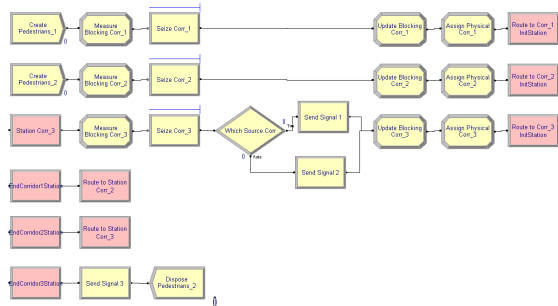 Create
Pedestrians_1
0
Measure
Blocking Corr_1
Seize Corr_1
Update Blocking
Corr_1
Assign Physical
Corr_1
Route to Corr_1
InitStation
Create
Pedestrians_2
0
Measure
Blocking Corr_2
Seize Corr_2
Update Blocking
Corr_2
Assign Physical
Corr_2
Route to Corr_2
InitStation
Station Corr_3
Measure
Blocking Corr_3
Seize Corr_3
Which Source Corr
0
0
False
Send Signal 1
Send Signal 2
Update Blocking
Corr_3
Assign Physical
Corr_3
Route to Corr_3
InitStation
EndCorridor1Station
Route to Station
Corr_2
EndCorridor2Station
Route to Station
Corr_3
EndCorridor3Station
Send Signal 3
Dispose
Pedestrians_2
0